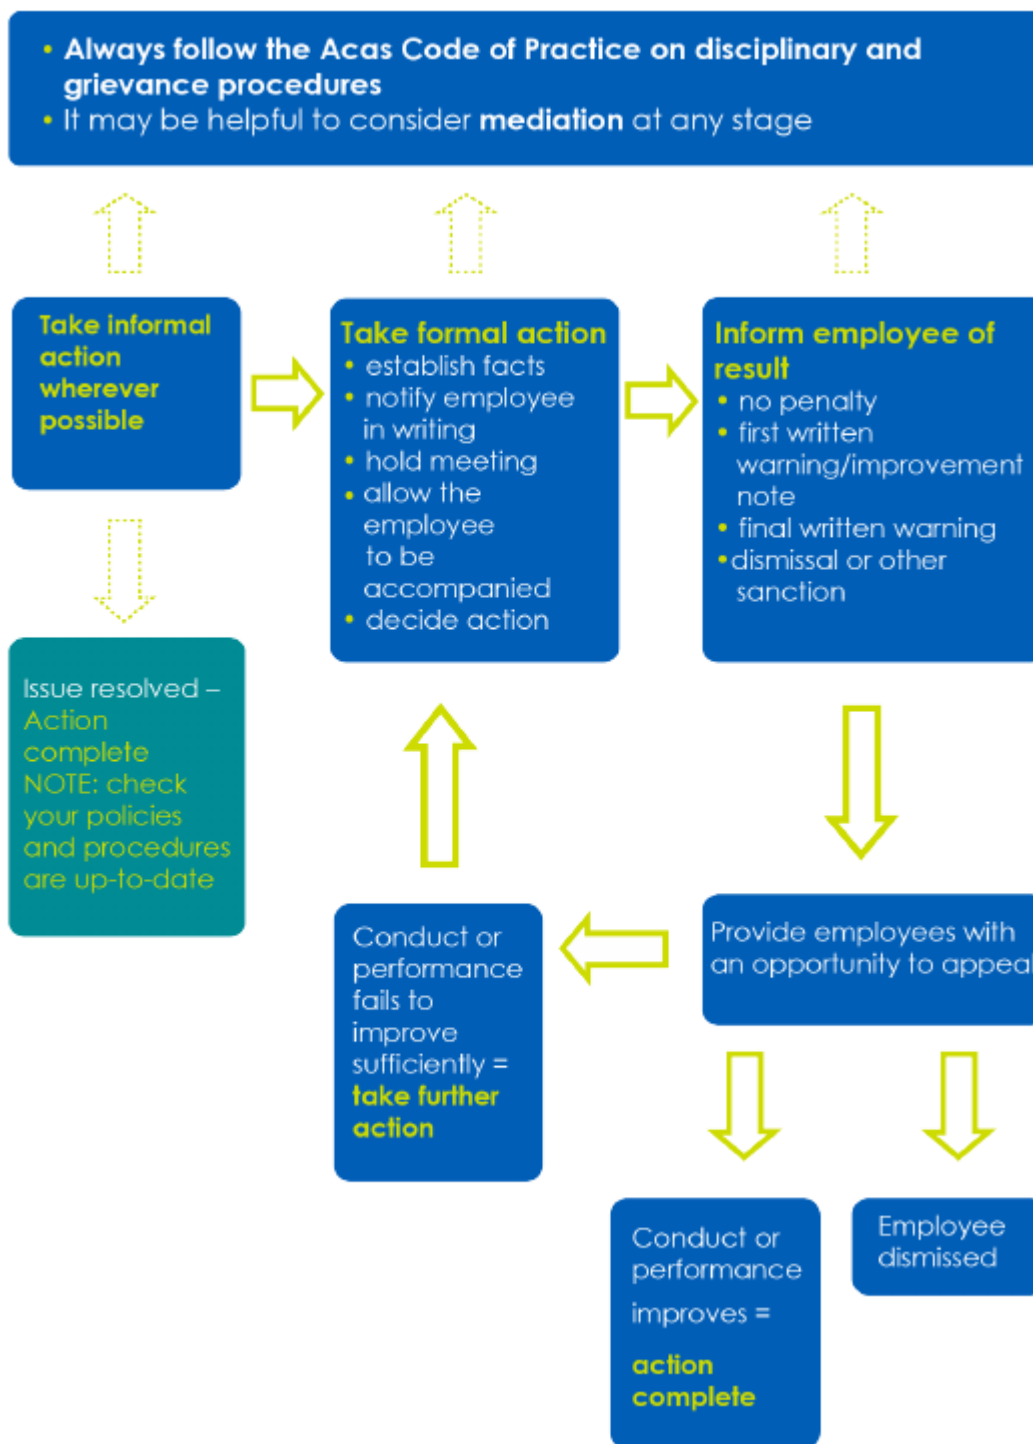 • Always follow the Acas Code of Practice on disciplinary and
grievance procedures
• It may be helpful to consider mediation at any stage
Take informal
action
wherever
possible
Take formal action
• establish facts
• notify employee
in writing
• hold meeting
• allow the
employee
to be
accompanied
• decide action
Inform employee of
result
• no penalty
• first written
warning/improvement
note
• final written warning
• dismissal or other
sanction
Issue resolved –
Action
complete
NOTE: check
your policies
and procedures
are up-to-date
Conduct or
performance
fails to
improve
sufficiently =
take further
action
Provide employees with
an opportunity to appeal
Conduct or
performance
improves =
action
complete
Employee
dismissed